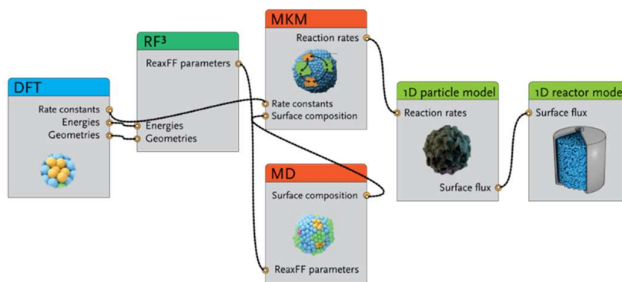 DFT
Rate constants
Energies
Geometries
RF³
ReaxFF parameters
Energies
Geometries
MKM
Reaction rates
Rate constants
Surface composition
MD
Surface composition
ReaxFF parameters
1D particle model
Reaction rates
Surface flux
1D reactor mode
Surface flux